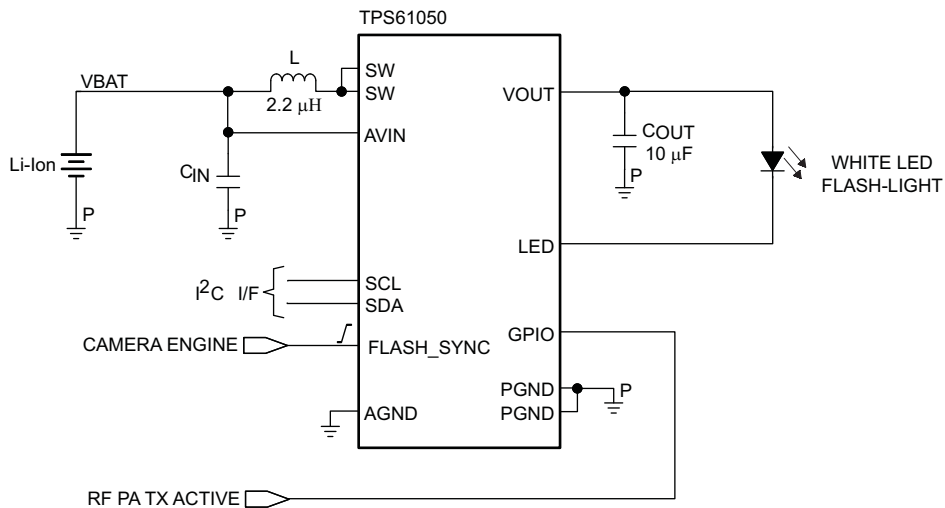 TPS61050
L
SW
VBAT
SW
2.2 μH
VOUT
AVIN
COUT
10 μF
Li-Ion
CIN
P
P
P
WHITE LED
FLASH-LIGHT
LED
I²C I/F
SCL
SDA
GPIO
CAMERA ENGINE
FLASH_SYNC
PGND
P
PGND
AGND
RF PA TX ACTIVE